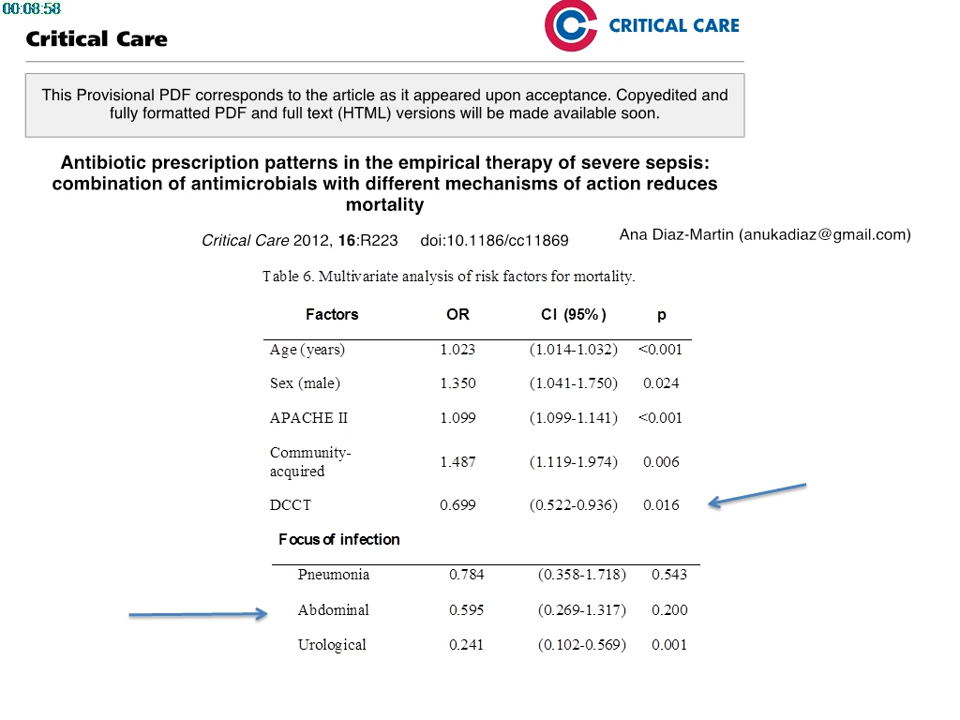 00:08:58
Critical Care
CRITICAL CARE
This Provisional PDF corresponds to the article as it appeared upon acceptance. Copyedited and
fully formatted PDF and full text (HTML) versions will be made available soon.
Antibiotic prescription patterns in the empirical therapy of severe sepsis:
combination of antimicrobials with different mechanisms of action reduces
mortality
Critical Care 2012, 16:R223 doi:10.1186/cc11869
Ana Diaz-Martin (anukadiaz@gmail.com)
Table 6. Multivariate analysis of risk factors for mortality.
Factors OR CI (95%) p
Age (years) 1.023 (1.014-1.032) <0.001
Sex (male) 1.350 (1.041-1.750) 0.024
APACHE II 1.099 (1.099-1.141) <0.001
Community-
acquired 1.487 (1.119-1.974) 0.006
DCCT 0.699 (0.522-0.936) 0.016
Focus of infection
Pneumonia 0.784 (0.358-1.718) 0.543
Abdominal 0.595 (0.269-1.317) 0.200
Urological 0.241 (0.102-0.569) 0.001